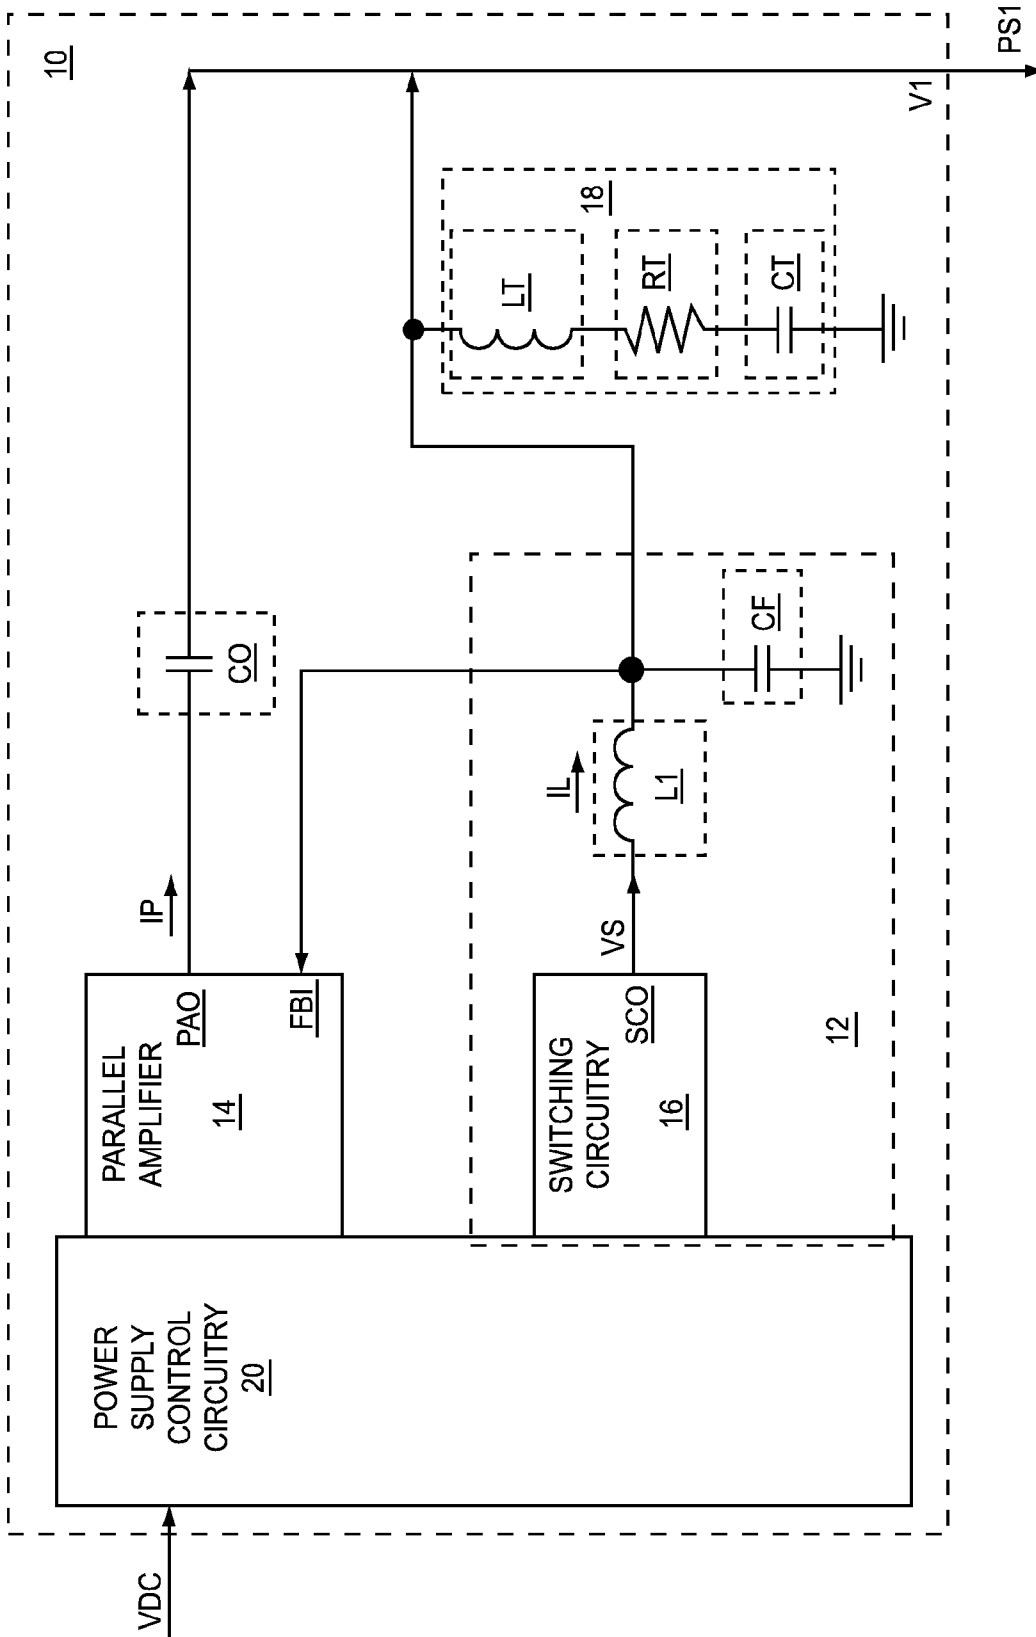 10
PS1
V1
18
LT
RT
CT
CO
CF
IL
L1
IP
VS
PAO
FBI
PARALLEL
AMPLIFIER
14
SCO
SWITCHING
CIRCUITRY
16
12
POWER
SUPPLY
CONTROL
CIRCUITRY
20
VDC